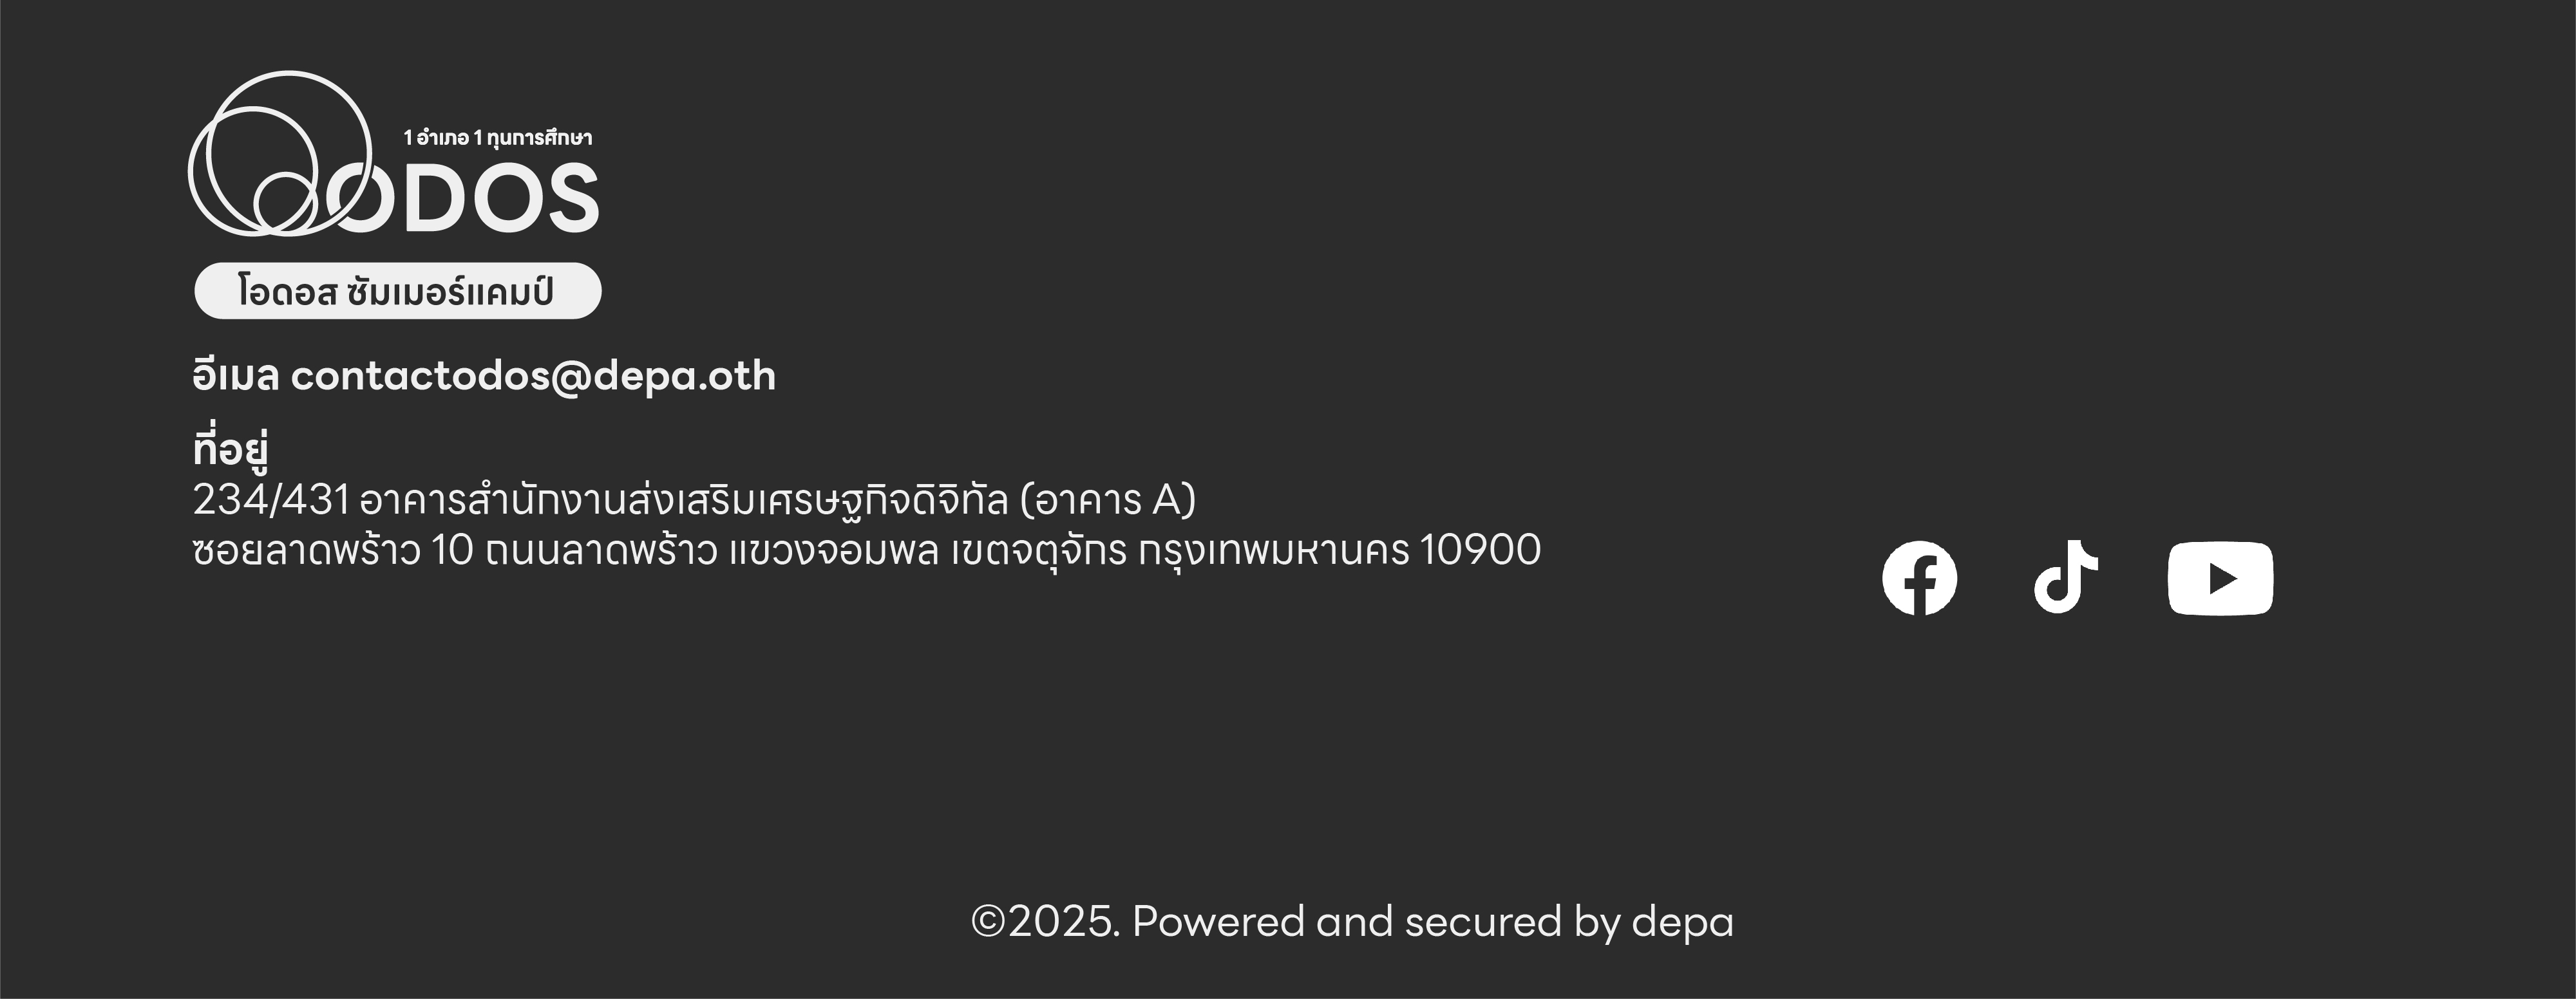 1 อำเภอ 1 ทุนการศึกษา
ODOS
โอดอส ซัมเมอร์แคมป์
อีเมล contactodos@depa.oth
ที่อยู่
234/431 อาคารสำนักงานส่งเสริมเศรษฐกิจดิจิทัล (อาคาร A)
ซอยลาดพร้าว 10 ถนนลาดพร้าว แขวงจอมพล เขตจตุจักร กรุงเทพมหานคร 10900
©2025. Powered and secured by depa